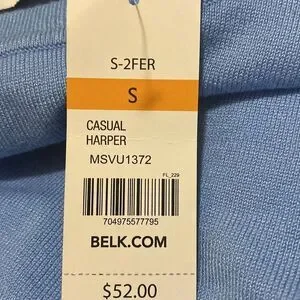 S-2FER
S
CASUAL
HARPER
MSVU1372
FL_229
704975577795
BELK.COM
$52.00